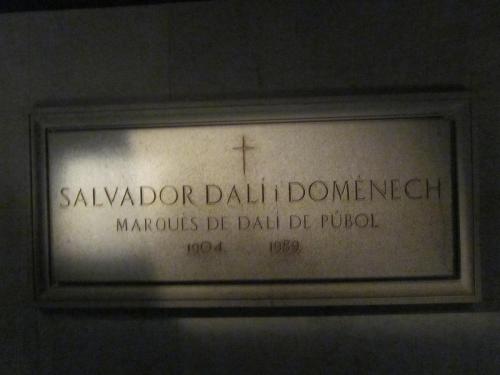 SALVADOR DALÍ i DOMÈNECH
MARQUÈS DE DALÍ DE PÚBOL
1904 1989